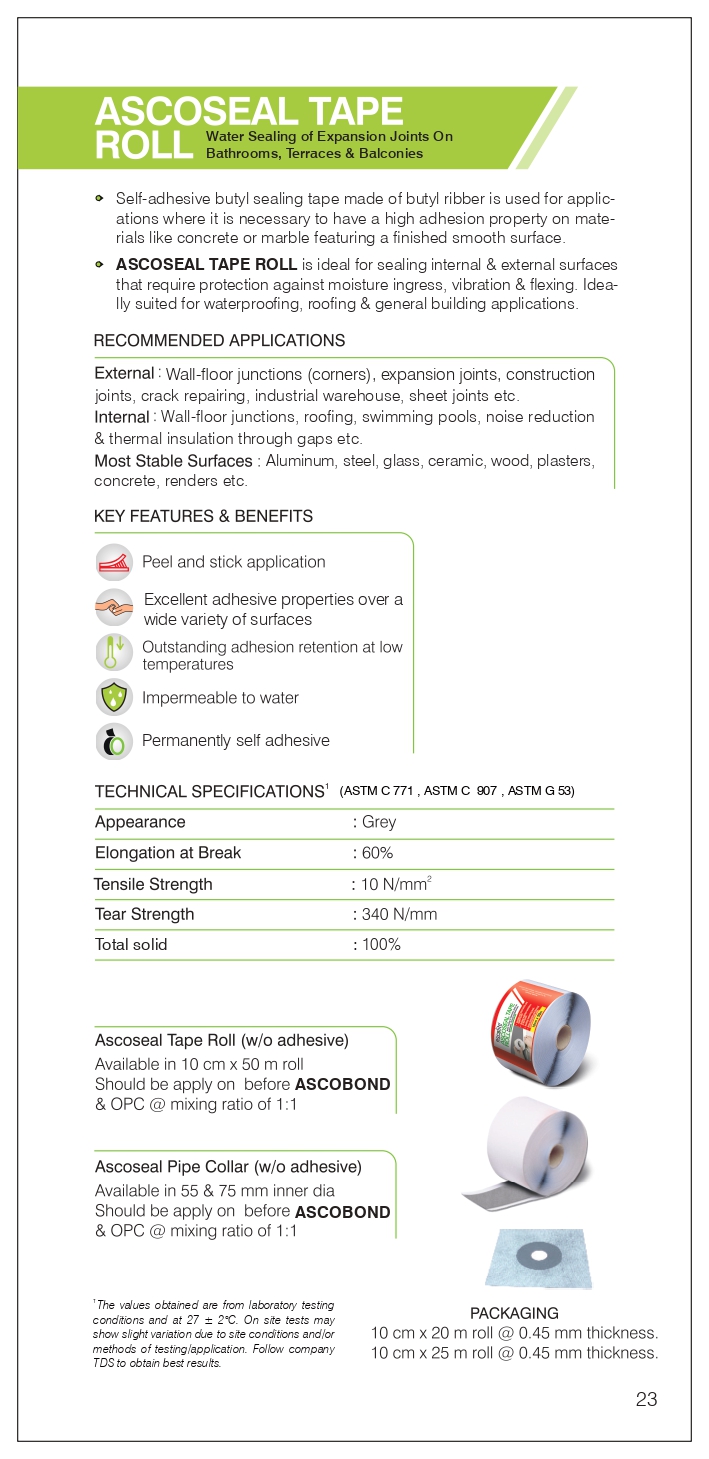 ASCOSEAL TAPE
ROLL Water Sealing of Expansion Joints On
Bathrooms, Terraces & Balconies
Self-adhesive butyl sealing tape made of butyl ribber is used for applic-
ations where it is necessary to have a high adhesion property on mate-
rials like concrete or marble featuring a finished smooth surface.
ASCOSEAL TAPE ROLL is ideal for sealing internal & external surfaces
that require protection against moisture ingress, vibration & flexing. Idea-
lly suited for waterproofing, roofing & general building applications.
RECOMMENDED APPLICATIONS
External : Wall-floor junctions (corners), expansion joints, construction
joints, crack repairing, industrial warehouse, sheet joints etc.
Internal : Wall-floor junctions, roofing, swimming pools, noise reduction
& thermal insulation through gaps etc.
Most Stable Surfaces : Aluminum, steel, glass, ceramic, wood, plasters,
concrete, renders etc.
KEY FEATURES & BENEFITS
Peel and stick application
Excellent adhesive properties over a
wide variety of surfaces
Outstanding adhesion retention at low
temperatures
Impermeable to water
Permanently self adhesive
TECHNICAL SPECIFICATIONS¹ (ASTM C 771 , ASTM C 907 , ASTM G 53)
Appearance : Grey
Elongation at Break : 60%
Tensile Strength : 10 N/mm²
Tear Strength : 340 N/mm
Total solid : 100%
ASCOSEAL TAPE
Ascoseal Tape Roll (w/o adhesive)
Available in 10 cm x 50 m roll
Should be apply on before ASCOBOND
& OPC @ mixing ratio of 1:1
Ascoseal Pipe Collar (w/o adhesive)
Available in 55 & 75 mm inner dia
Should be apply on before ASCOBOND
& OPC @ mixing ratio of 1:1
¹The values obtained are from laboratory testing
conditions and at 27 ± 2°C. On site tests may
show slight variation due to site conditions and/or
methods of testing/application. Follow company
TDS to obtain best results.
PACKAGING
10 cm x 20 m roll @ 0.45 mm thickness.
10 cm x 25 m roll @ 0.45 mm thickness.
23